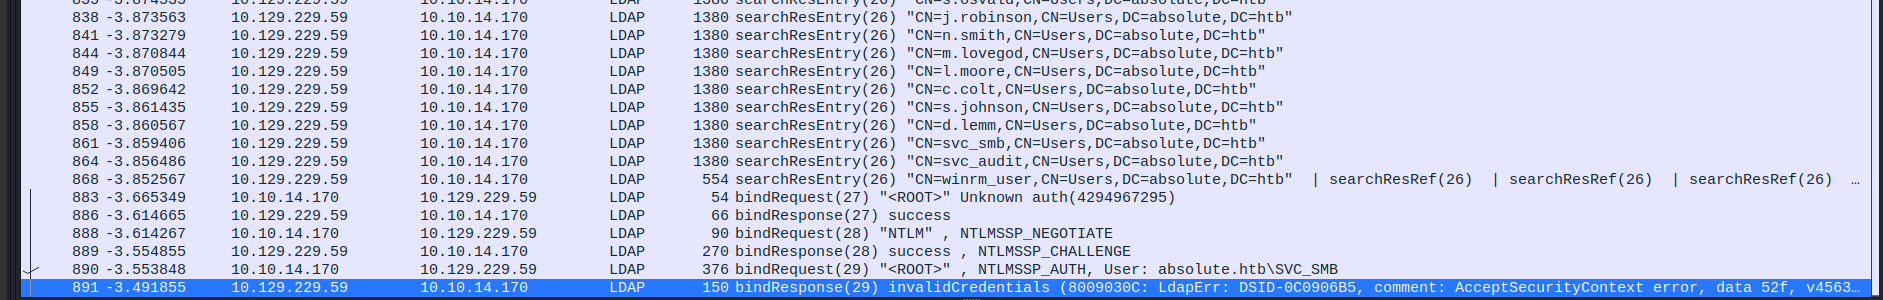 838 -3.873563 10.129.229.59 10.10.14.170 LDAP 1380 searchResEntry(26) "CN=j.robinson,CN=Users,DC=absolute,DC=htb"
841 -3.873279 10.129.229.59 10.10.14.170 LDAP 1380 searchResEntry(26) "CN=n.smith,CN=Users,DC=absolute,DC=htb"
844 -3.870844 10.129.229.59 10.10.14.170 LDAP 1380 searchResEntry(26) "CN=m.lovegod,CN=Users,DC=absolute,DC=htb"
849 -3.870505 10.129.229.59 10.10.14.170 LDAP 1380 searchResEntry(26) "CN=l.moore,CN=Users,DC=absolute,DC=htb"
852 -3.869642 10.129.229.59 10.10.14.170 LDAP 1380 searchResEntry(26) "CN=c.colt,CN=Users,DC=absolute,DC=htb"
855 -3.861435 10.129.229.59 10.10.14.170 LDAP 1380 searchResEntry(26) "CN=s.johnson,CN=Users,DC=absolute,DC=htb"
858 -3.860567 10.129.229.59 10.10.14.170 LDAP 1380 searchResEntry(26) "CN=d.lemm,CN=Users,DC=absolute,DC=htb"
861 -3.859406 10.129.229.59 10.10.14.170 LDAP 1380 searchResEntry(26) "CN=svc_smb,CN=Users,DC=absolute,DC=htb"
864 -3.856486 10.129.229.59 10.10.14.170 LDAP 1380 searchResEntry(26) "CN=svc_audit,CN=Users,DC=absolute,DC=htb"
868 -3.852567 10.129.229.59 10.10.14.170 LDAP 554 searchResEntry(26) "CN=winrm_user,CN=Users,DC=absolute,DC=htb" | searchResRef(26) | searchResRef(26) | searchResRef(26) …
883 -3.665349 10.10.14.170 10.129.229.59 LDAP 54 bindRequest(27) "<ROOT>" Unknown auth(4294967295)
886 -3.614665 10.129.229.59 10.10.14.170 LDAP 66 bindResponse(27) success
888 -3.614267 10.10.14.170 10.129.229.59 LDAP 90 bindRequest(28) "NTLM" , NTLMSSP_NEGOTIATE
889 -3.554855 10.129.229.59 10.10.14.170 LDAP 270 bindResponse(28) success , NTLMSSP_CHALLENGE
890 -3.553848 10.10.14.170 10.129.229.59 LDAP 376 bindRequest(29) "<ROOT>" , NTLMSSP_AUTH, User: absolute.htb\SVC_SMB
891 -3.491855 10.129.229.59 10.10.14.170 LDAP 150 bindResponse(29) invalidCredentials (8009030C: LdapErr: DSID-0C0906B5, comment: AcceptSecurityContext error, data 52f, v4563…